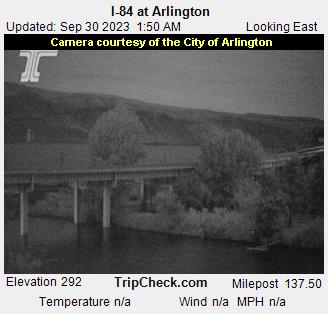 I-84 at Arlington
Updated: Sep 30 2023 1:50 AM Looking East
Camera courtesy of the City of Arlington
Elevation 292 TripCheck.com Milepost 137.50
Temperature n/a Wind n/a MPH n/a